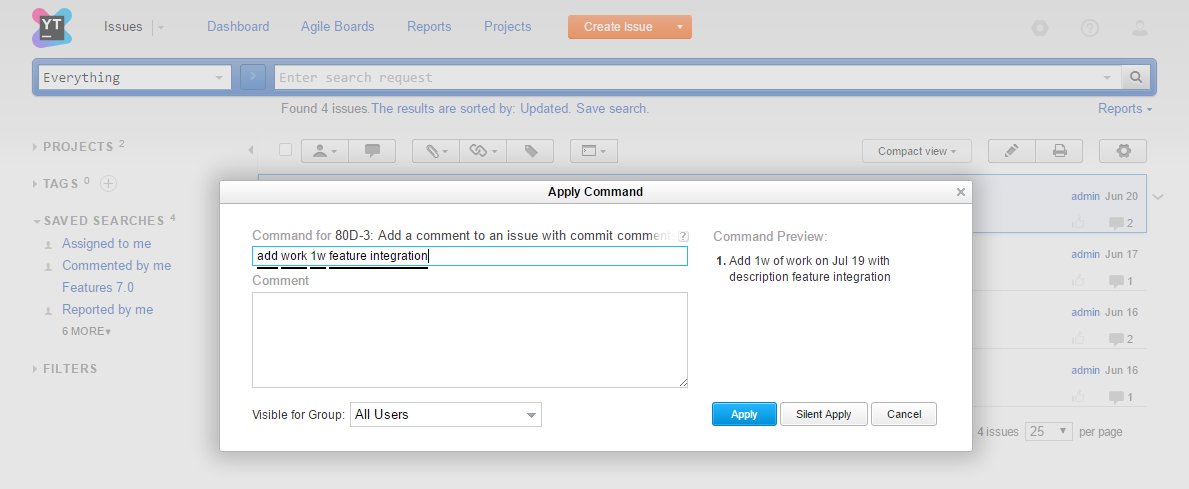 YT
Issues
Dashboard
Agile Boards
Reports
Projects
Create Issue
Everything
Enter search request
Found 4 issues.The results are sorted by: Updated. Save search.
Reports
PROJECTS 2
TAGS 0
SAVED SEARCHES 4
Assigned to me
Commented by me
Features 7.0
Reported by me
6 MORE▾
FILTERS
Compact view
Apply Command
Command for 80D-3: Add a comment to an issue with commit comments
?
add work 1w feature integration
Comment
Visible for Group:
All Users
Command Preview:
1. Add 1w of work on Jul 19 with
description feature integration
Apply
Silent Apply
Cancel
admin Jun 20
2
admin Jun 17
1
admin Jun 16
2
admin Jun 16
1
4 issues 25 per page